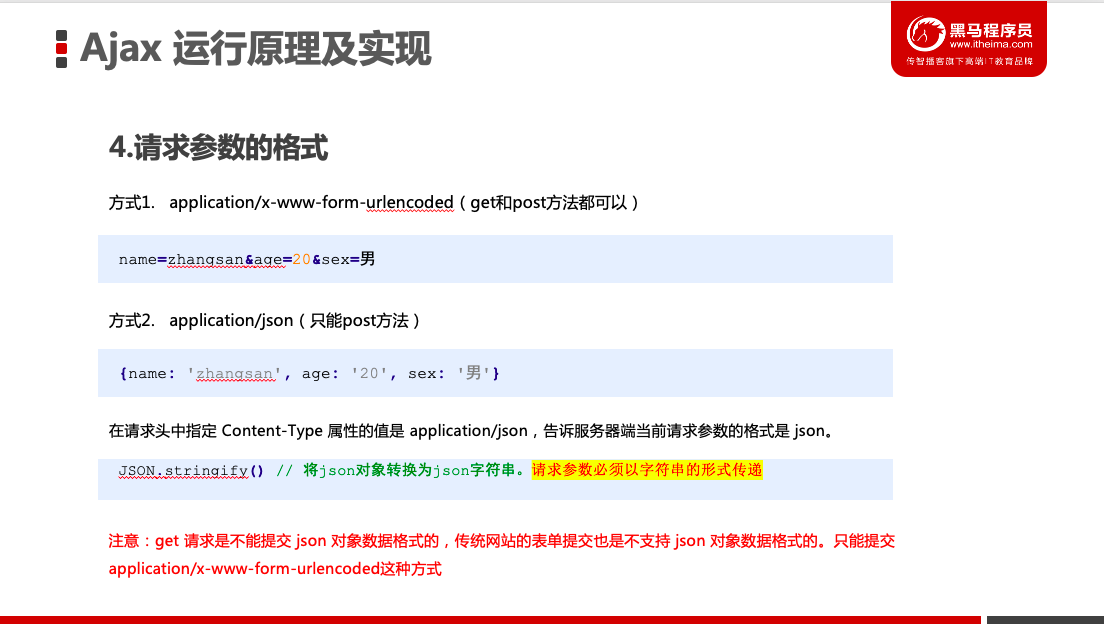 Ajax 运行原理及实现
黑马程序员
www.itheima.com
传智播客旗下高端IT教育品牌
4.请求参数的格式
方式1. application/x-www-form-urlencoded（get和post方法都可以）
name=zhangsan&age=20&sex=男
方式2. application/json（只能post方法）
{name: 'zhangsan', age: '20', sex: '男'}
在请求头中指定 Content-Type 属性的值是 application/json，告诉服务器端当前请求参数的格式是 json。
JSON.stringify() // 将json对象转换为json字符串。请求参数必须以字符串的形式传递
注意：get 请求是不能提交 json 对象数据格式的，传统网站的表单提交也是不支持 json 对象数据格式的。只能提交
application/x-www-form-urlencoded这种方式